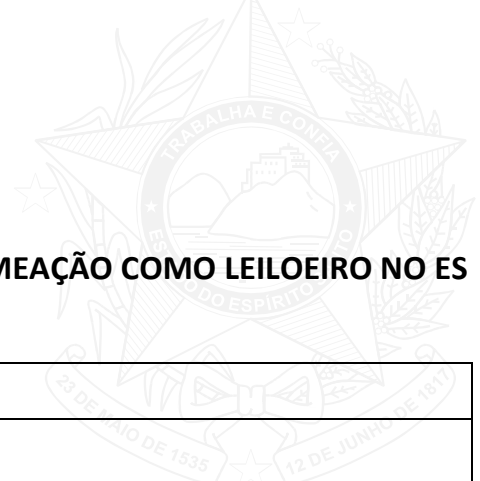 TRABALHA E CONFIA
ESTADO DO ESPÍRITO SANTO
MEAÇÃO COMO LEILOEIRO NO ES
23 DE MAIO DE 1535
12 DE JUNHO DE 1817